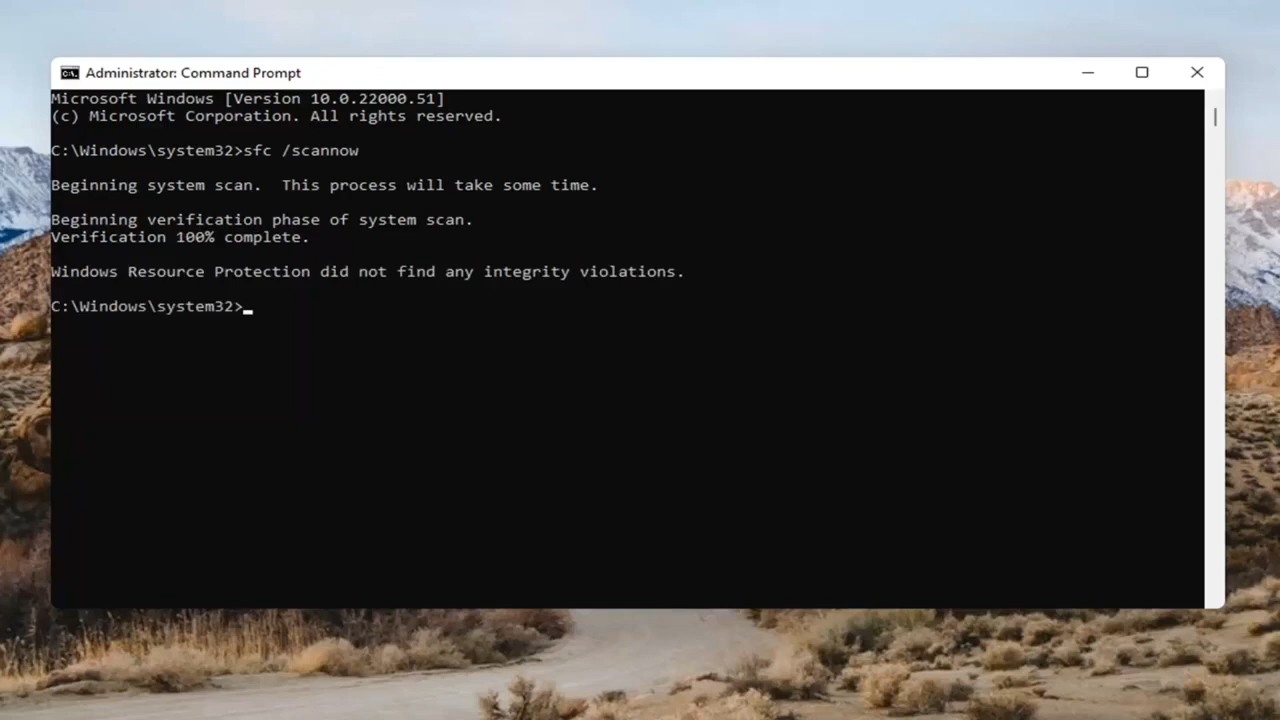 Administrator: Command Prompt
Microsoft Windows [Version 10.0.22000.51]
(c) Microsoft Corporation. All rights reserved.
C:\Windows\system32>sfc /scannow
Beginning system scan.  This process will take some time.
Beginning verification phase of system scan.
Verification 100% complete.
Windows Resource Protection did not find any integrity violations.
C:\Windows\system32>